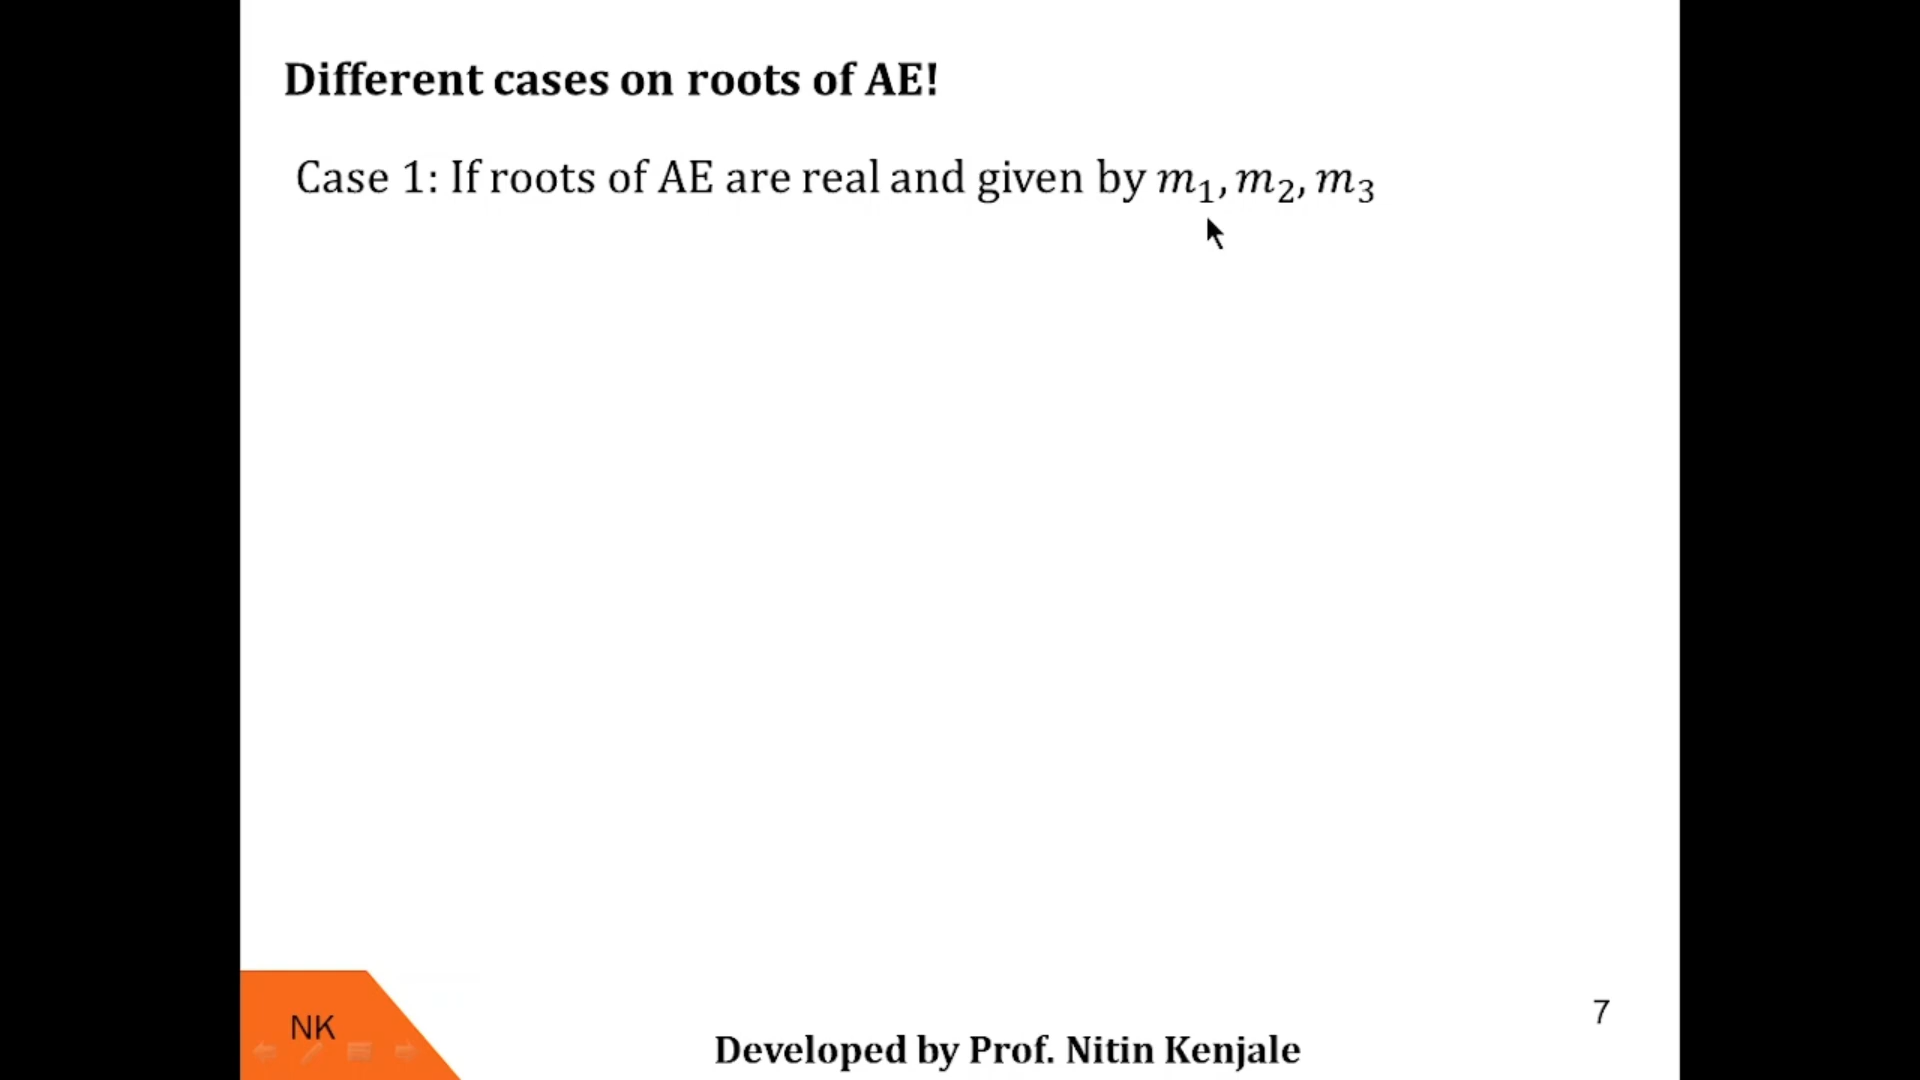 Different cases on roots of AE!
Case 1: If roots of AE are real and given by m₁, m₂, m₃
NK
7
Developed by Prof. Nitin Kenjale